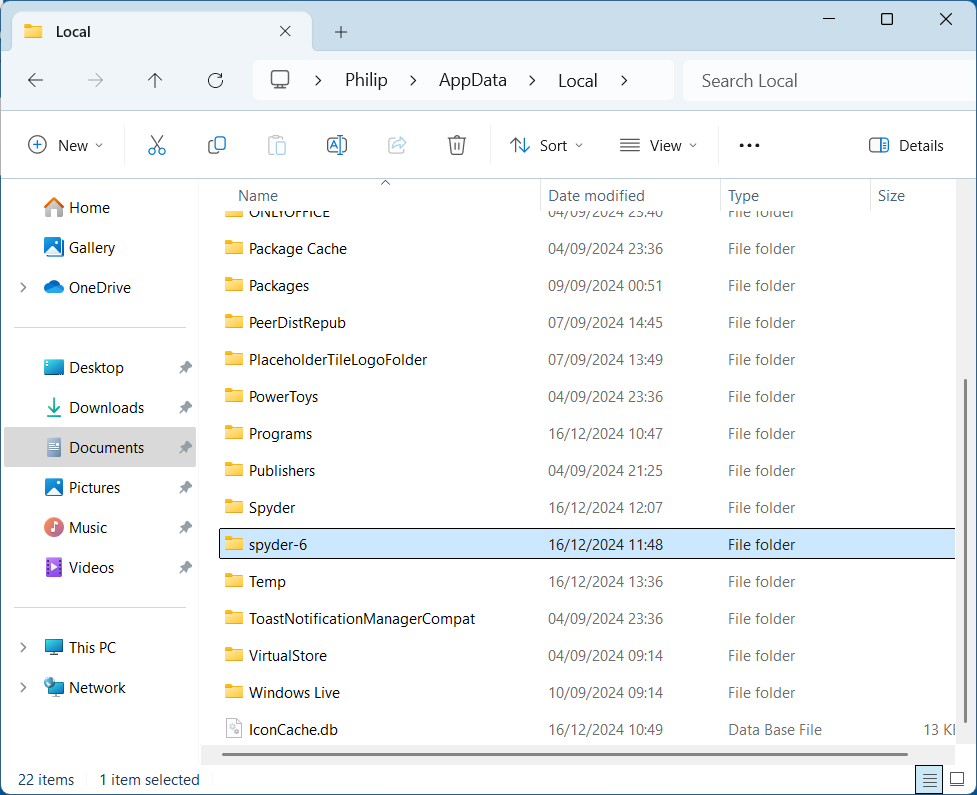 Local
Philip AppData Local
Search Local
New
Sort
View
Details
Home
Gallery
OneDrive
Desktop
Downloads
Documents
Pictures
Music
Videos
This PC
Network
Name Date modified Type Size
ONLYOFFICE 04/09/2024 23:40 File folder
Package Cache 04/09/2024 23:36 File folder
Packages 09/09/2024 00:51 File folder
PeerDistRepub 07/09/2024 14:45 File folder
PlaceholderTileLogoFolder 07/09/2024 13:49 File folder
PowerToys 04/09/2024 23:36 File folder
Programs 16/12/2024 10:47 File folder
Publishers 04/09/2024 21:25 File folder
Spyder 16/12/2024 12:07 File folder
spyder-6 16/12/2024 11:48 File folder
Temp 16/12/2024 13:36 File folder
ToastNotificationManagerCompat 04/09/2024 23:36 File folder
VirtualStore 04/09/2024 09:14 File folder
Windows Live 10/09/2024 09:14 File folder
IconCache.db 16/12/2024 10:49 Data Base File 13
22 items 1 item selected